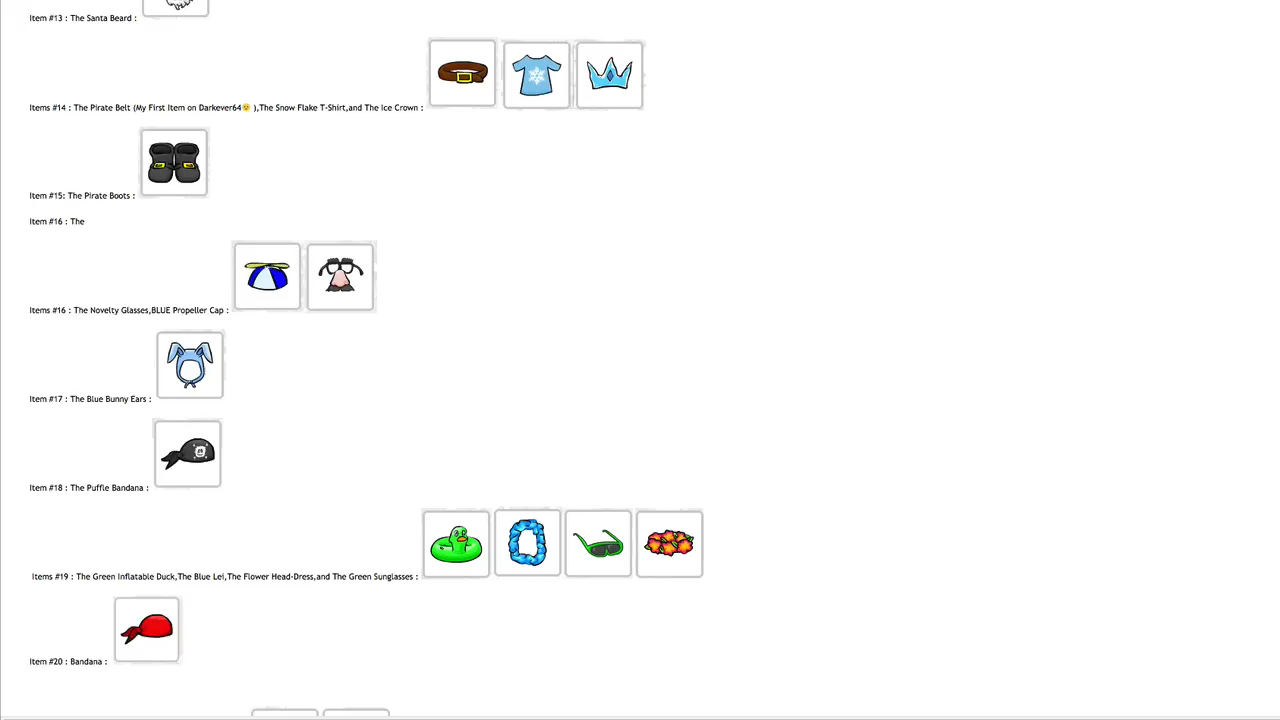 Item #13 : The Santa Beard :
Items #14 : The Pirate Belt (My First Item on Darkever64😕 ),The Snow Flake T-Shirt,and The Ice Crown :
Item #15: The Pirate Boots :
Item #16 : The
Items #16 : The Novelty Glasses,BLUE Propeller Cap :
Item #17 : The Blue Bunny Ears :
Item #18 : The Puffle Bandana :
Items #19 : The Green Inflatable Duck,The Blue Lei,The Flower Head-Dress,and The Green Sunglasses :
Item #20 : Bandana :